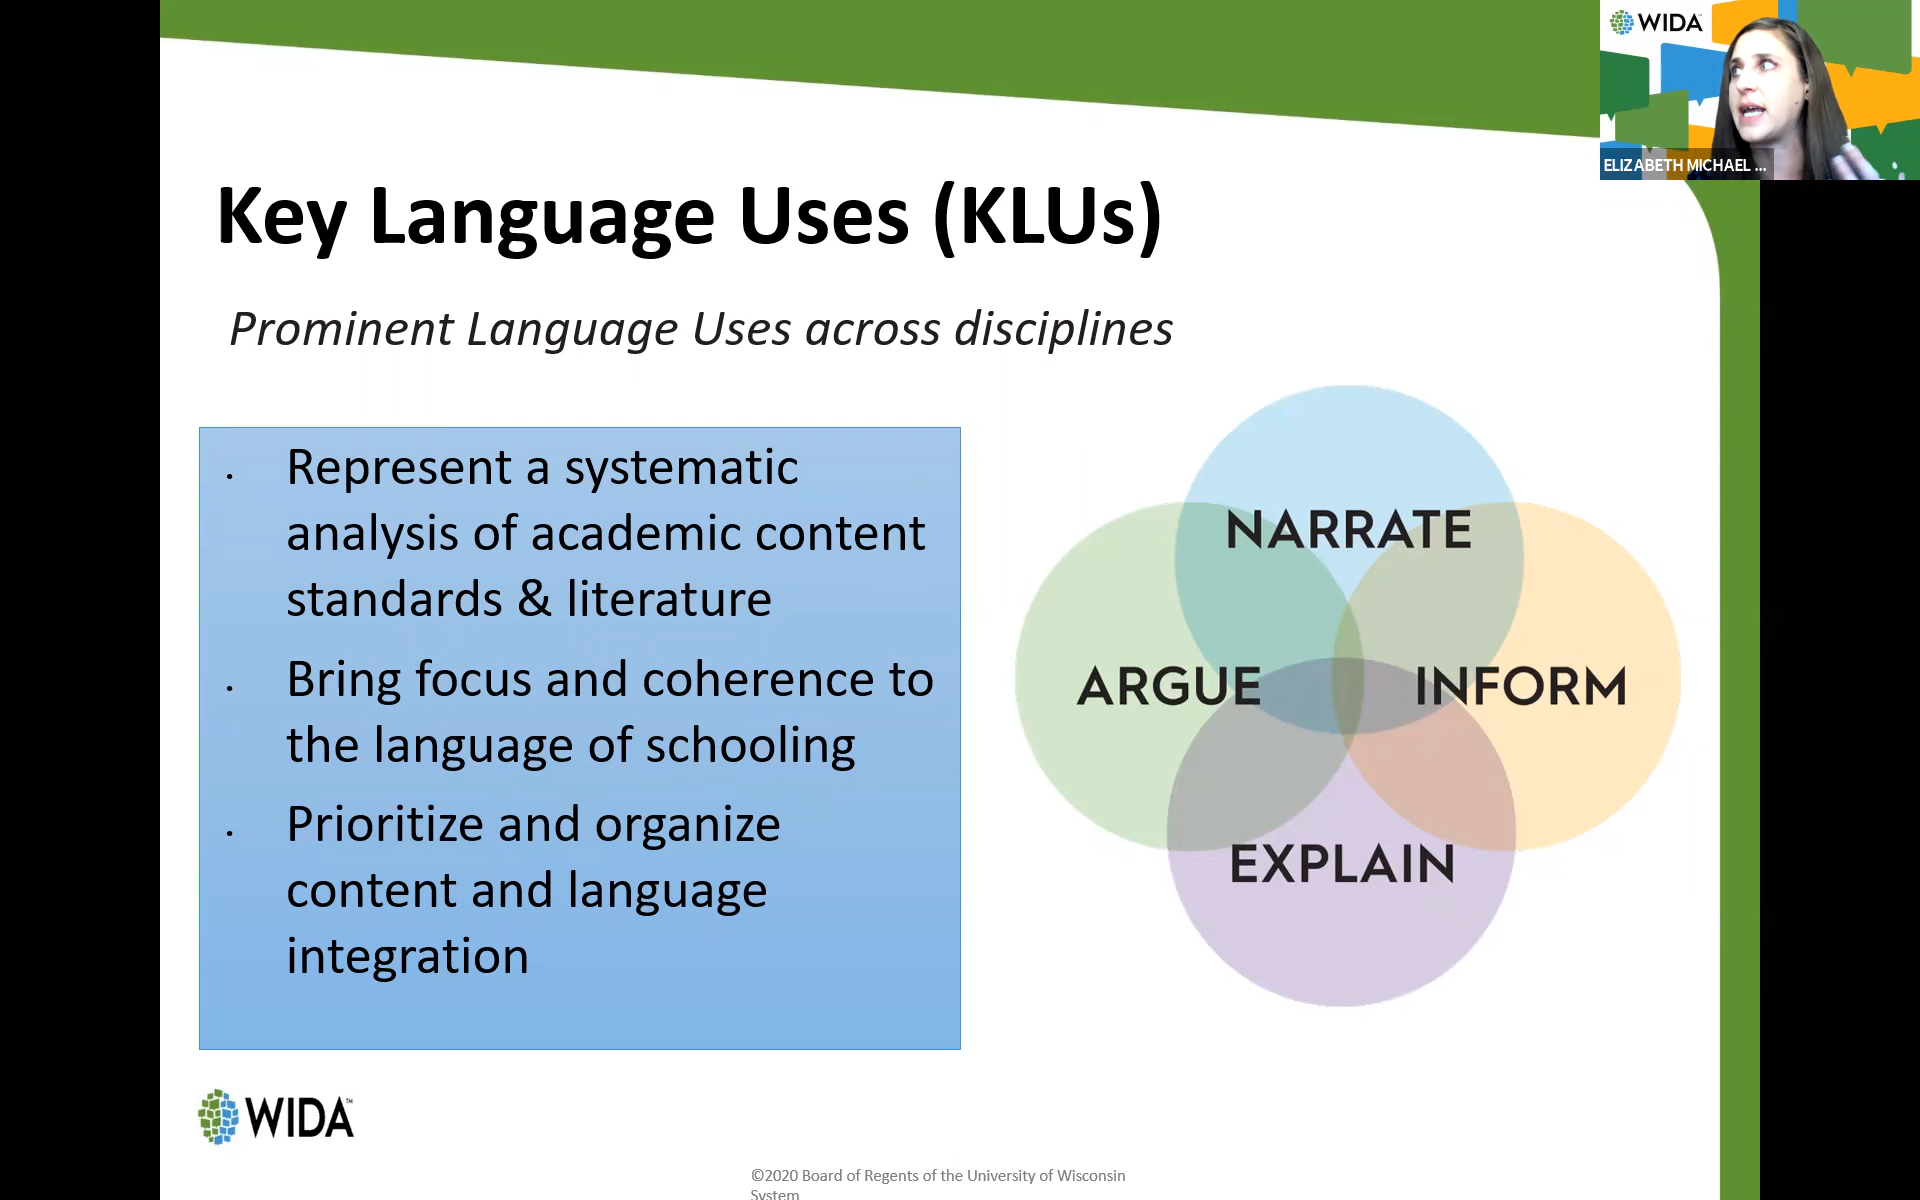 WIDA
ELIZABETH MICHAEL ...
Key Language Uses (KLUs)
Prominent Language Uses across disciplines
• Represent a systematic
analysis of academic content
standards & literature
• Bring focus and coherence to
the language of schooling
• Prioritize and organize
content and language
integration
NARRATE
ARGUE
INFORM
EXPLAIN
WIDA™
©2020 Board of Regents of the University of Wisconsin
System